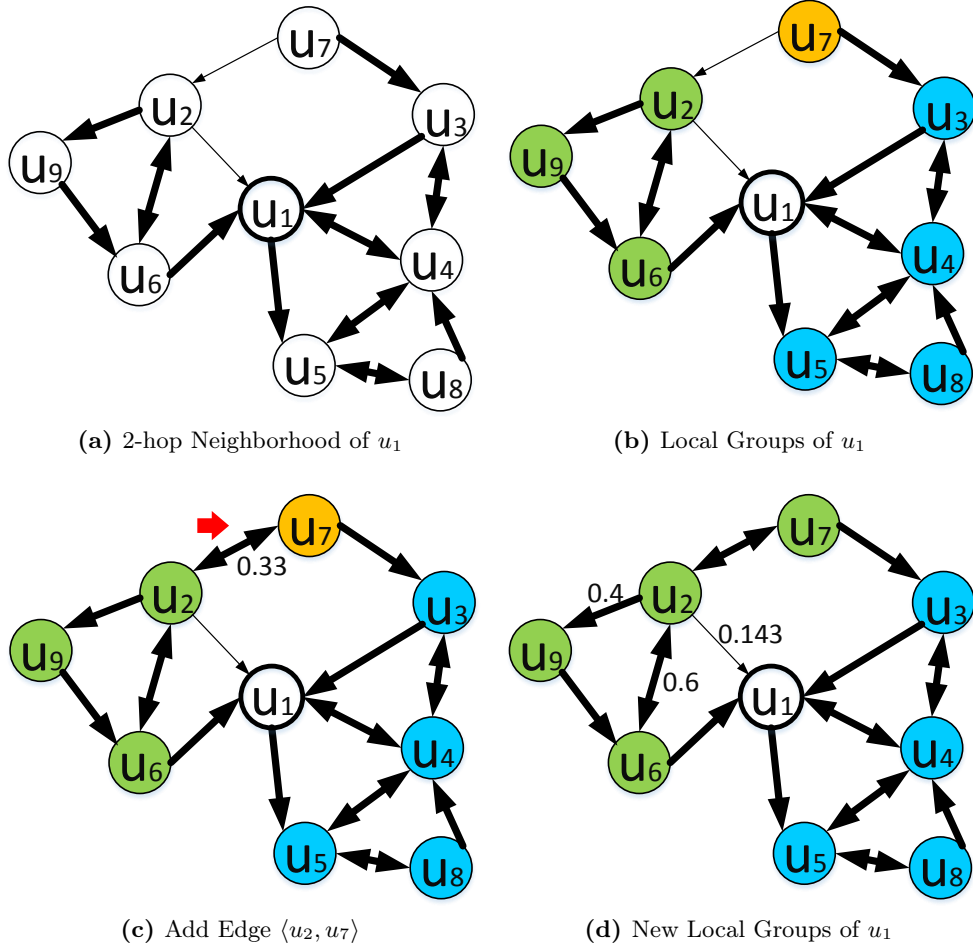 u7
u2
u3
u9
u1
u6
u4
u5
u8
(a) 2-hop Neighborhood of u1
u7
u2
u3
u9
u1
u6
u4
u5
u8
(b) Local Groups of u1
u7
0.33
u2
u3
u9
u1
u6
u4
u5
u8
(c) Add Edge ⟨u2, u7⟩
u7
0.4
u2
u3
0.143
u9
0.6
u1
u6
u4
u5
u8
(d) New Local Groups of u1